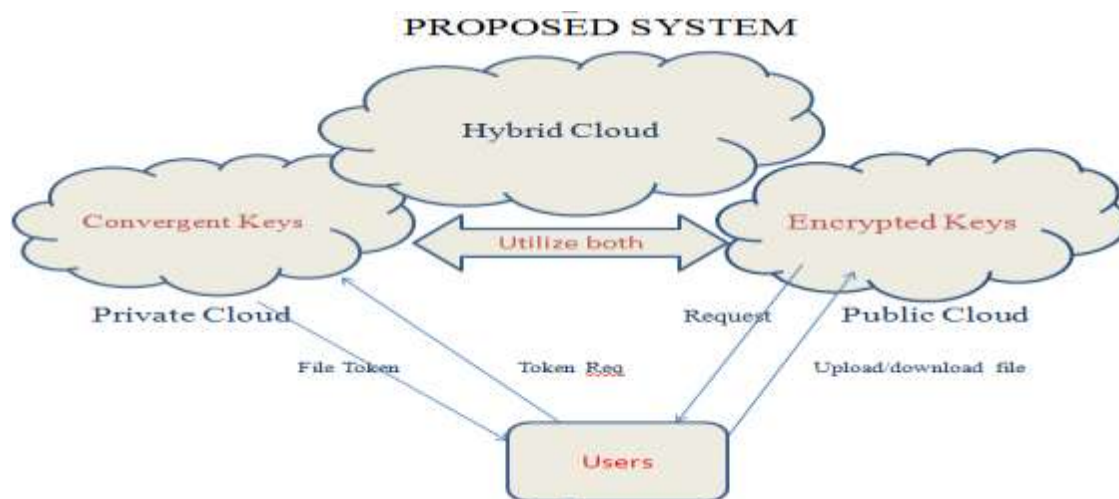 PROPOSED SYSTEM
Hybrid Cloud
Convergent Keys
Encrypted Keys
Utilize both
Private Cloud
Request
Public Cloud
File Token
Token Req
Upload/download file
Users